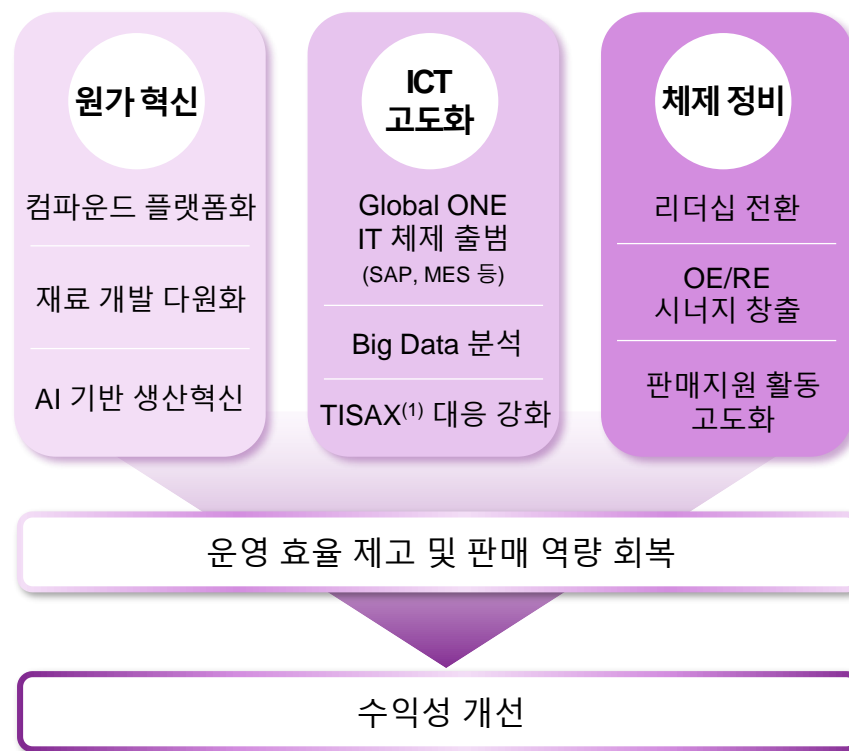 원가 혁신
컴파운드 플랫폼화
재료 개발 다원화
AI 기반 생산혁신
ICT
고도화
Global ONE
IT 체제 출범
(SAP, MES 등)
Big Data 분석
TISAX(1) 대응 강화
체제 정비
리더십 전환
OE/RE
시너지 창출
판매지원 활동
고도화
운영 효율 제고 및 판매 역량 회복
수익성 개선